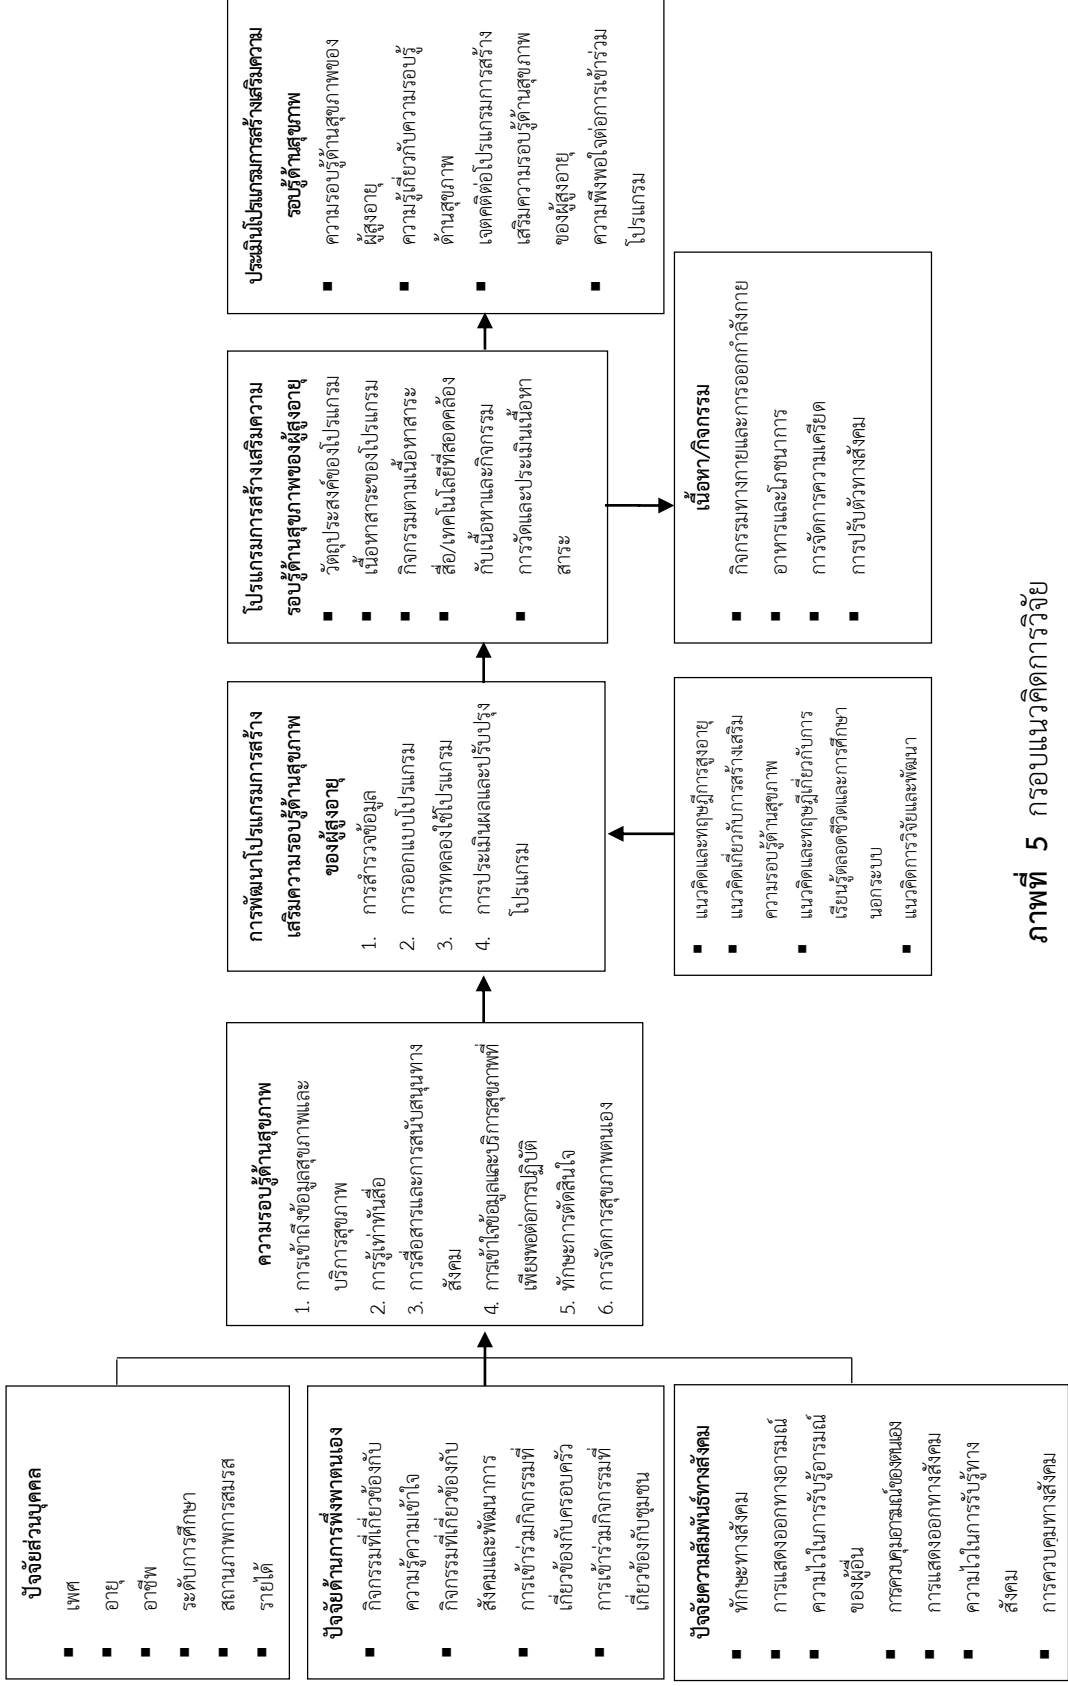 ปัจจัยส่วนบุคคล
■ เพศ
■ อายุ
■ อาชีพ
■ ระดับการศึกษา
■ สถานภาพการสมรส
■ รายได้
ปัจจัยด้านการพึ่งพาตนเอง
■ กิจกรรมที่เกี่ยวข้องกับ
ความรู้ความเข้าใจ
■ กิจกรรมที่เกี่ยวข้องกับ
สังคมและพัฒนาการ
■ การเข้าร่วมกิจกรรมที่
เกี่ยวข้องกับครอบครัว
■ การเข้าร่วมกิจกรรมที่
เกี่ยวข้องกับชุมชน
ปัจจัยความสัมพันธ์ทางสังคม
■ ทักษะทางสังคม
■ การแสดงออกทางอารมณ์
■ ความไวในการรับรู้อารมณ์
ของผู้อื่น
■ การควบคุมอารมณ์ของตนเอง
■ การแสดงออกทางสังคม
■ ความไวในการรับรู้ทาง
สังคม
■ การควบคุมทางสังคม
ความรอบรู้ด้านสุขภาพ
1. การเข้าถึงข้อมูลสุขภาพและ
บริการสุขภาพ
2. การรู้เท่าทันสื่อ
3. การสื่อสารและการสนับสนุนทาง
สังคม
4. การเข้าใจข้อมูลและบริการสุขภาพที่
เพียงพอต่อการปฏิบัติ
5. ทักษะการตัดสินใจ
6. การจัดการสุขภาพตนเอง
การพัฒนาโปรแกรมการสร้าง
เสริมความรอบรู้ด้านสุขภาพ
ของผู้สูงอายุ
1. การสำรวจข้อมูล
2. การออกแบบโปรแกรม
3. การทดลองใช้โปรแกรม
4. การประเมินผลและปรับปรุง
โปรแกรม
■ แนวคิดและทฤษฎีการสูงอายุ
■ แนวคิดเกี่ยวกับการสร้างเสริม
ความรอบรู้ด้านสุขภาพ
■ แนวคิดและทฤษฎีเกี่ยวกับการ
เรียนรู้ตลอดชีวิตและการศึกษา
นอกระบบ
■ แนวคิดการวิจัยและพัฒนา
โปรแกรมการสร้างเสริมความ
รอบรู้ด้านสุขภาพของผู้สูงอายุ
■ วัตถุประสงค์ของโปรแกรม
■ เนื้อหาสาระของโปรแกรม
■ กิจกรรมตามเนื้อหาสาระ
■ สื่อ/เทคโนโลยีที่สอดคล้อง
กับเนื้อหาและกิจกรรม
■ การวัดและประเมินเนื้อหา
สาระ
เนื้อหา/กิจกรรม
■ กิจกรรมทางกายและการออกกำลังกาย
■ อาหารและโภชนาการ
■ การจัดการความเครียด
■ การปรับตัวทางสังคม
ประเมินโปรแกรมการสร้างเสริมความ
รอบรู้ด้านสุขภาพ
■ ความรอบรู้ด้านสุขภาพของ
ผู้สูงอายุ
■ ความรู้เกี่ยวกับความรอบรู้
ด้านสุขภาพ
■ เจตคติต่อโปรแกรมการสร้าง
เสริมความรอบรู้ด้านสุขภาพ
ของผู้สูงอายุ
■ ความพึงพอใจต่อการเข้าร่วม
โปรแกรม
ภาพที่ 5 กรอบแนวคิดการวิจัย